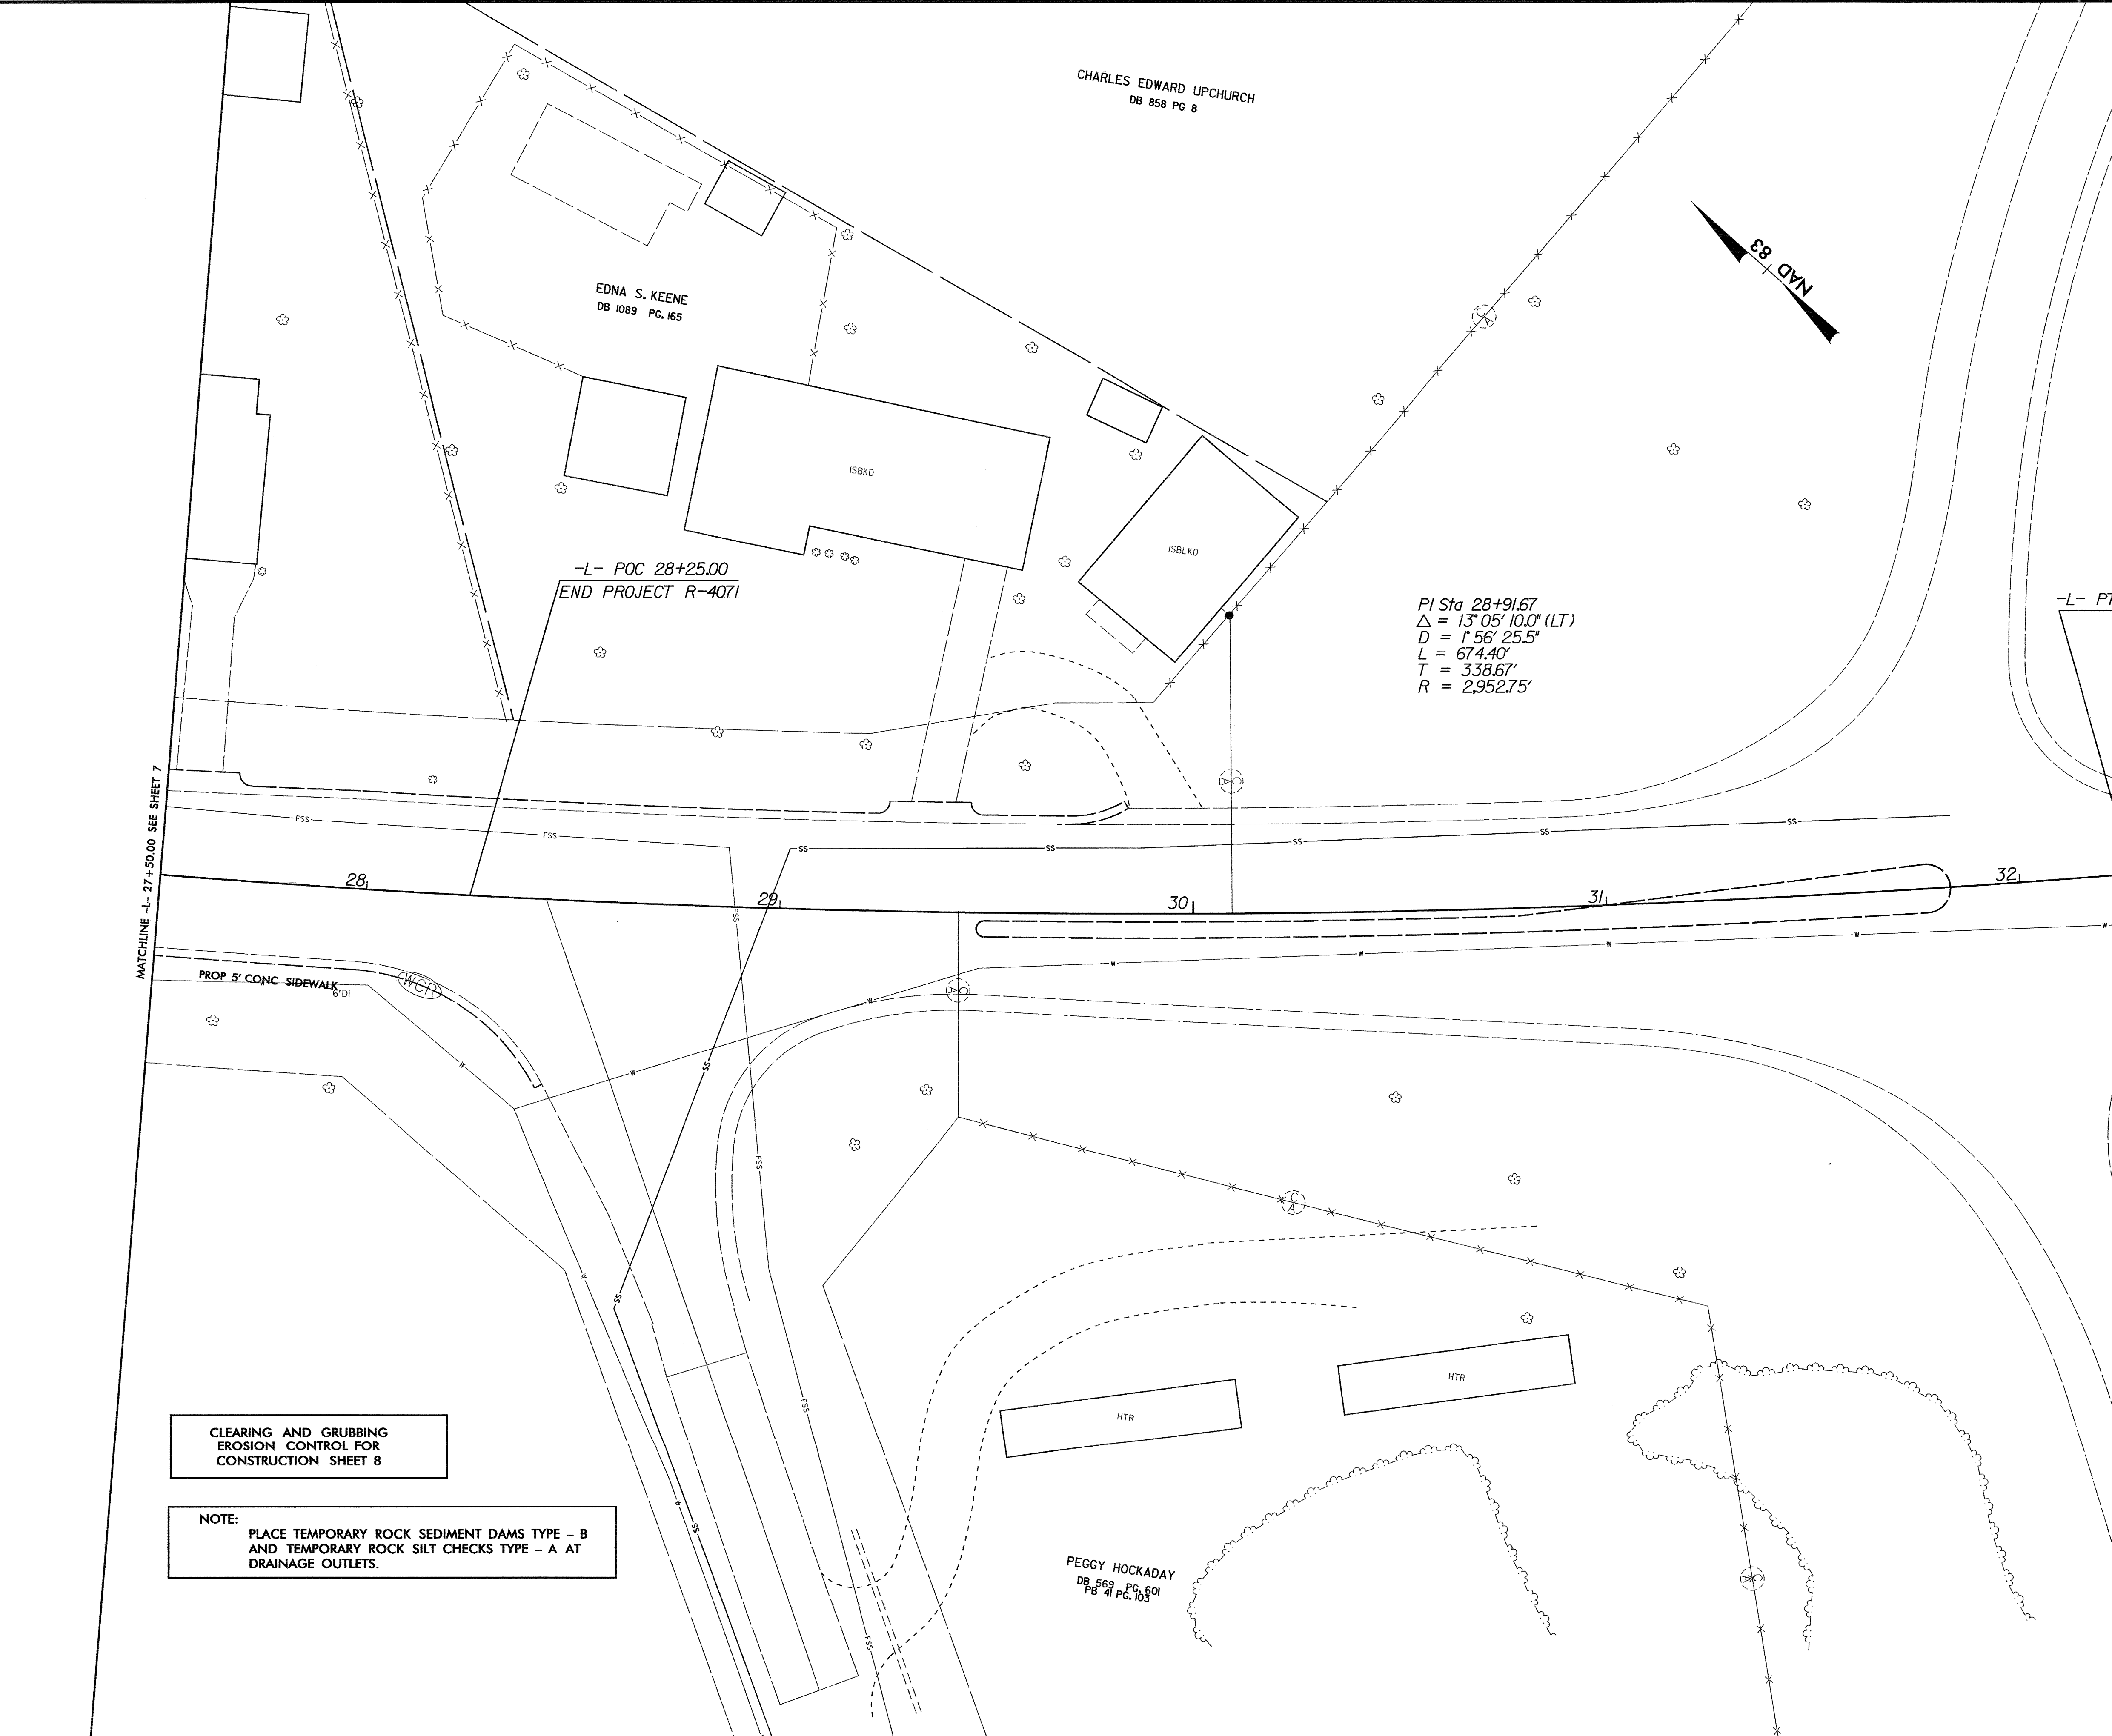 CHARLES EDWARD UPCHURCH
DB 858 PG 8
NAD 83
EDNA S. KEENE
DB 1089 PG. 165
C
A
ISBKD
ISBLKD
-L- POC 28+25.00
END PROJECT R-4071
PI Sta 28+91.67
△ = 13° 05' 10.0" (LT)
D = 1° 56' 25.5"
L = 674.40'
T = 338.67'
R = 2,952.75'
-L- PT
MATCHLINE -L- 27+50.00 SEE SHEET 7
C
A
FSS
FSS
SS
SS
SS
SS
SS
28
29
30
31
32
FSS
W
W
W
W
W
W
PROP 5' CONC SIDEWALK
6"DI
WCR
C
A
W
W
SS
FSS
C
A
W
SS
HTR
HTR
FSS
CLEARING AND GRUBBING
EROSION CONTROL FOR
CONSTRUCTION SHEET 8
W
SS
NOTE:
PLACE TEMPORARY ROCK SEDIMENT DAMS TYPE – B
AND TEMPORARY ROCK SILT CHECKS TYPE – A AT
DRAINAGE OUTLETS.
PEGGY HOCKADAY
DB 569 PG. 601
PB 41 PG. 103
C
A
FSS